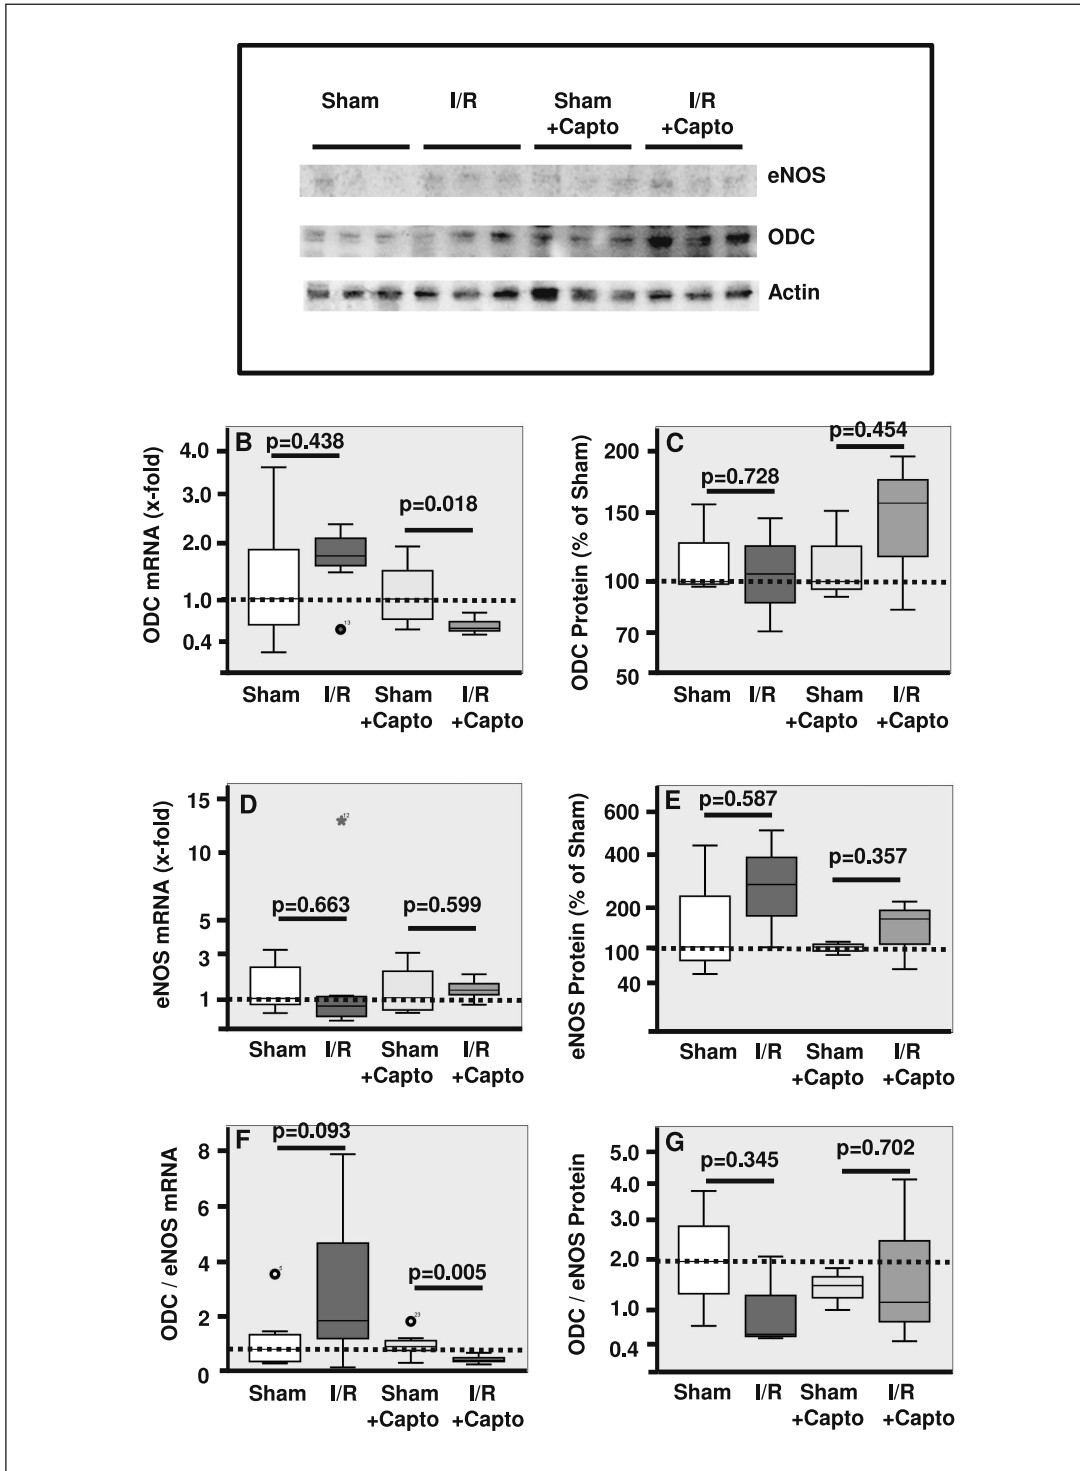 Sham I/R Sham I/R
+Capto +Capto
eNOS
ODC
Actin
B
p=0.438
p=0.018
ODC mRNA (x-fold)
4.0
3.0
2.0
1.0
0.4
13
Sham I/R Sham I/R
+Capto +Capto
C
p=0.728
p=0.454
ODC Protein (% of Sham)
200
150
100
70
50
Sham I/R Sham I/R
+Capto +Capto
D
p=0.663
p=0.599
eNOS mRNA (x-fold)
15
10
5
3
1
12
Sham I/R Sham I/R
+Capto +Capto
E
p=0.587
p=0.357
eNOS Protein (% of Sham)
600
400
200
100
40
Sham I/R Sham I/R
+Capto +Capto
F
p=0.093
p=0.005
ODC / eNOS mRNA
8
6
4
2
0
23
Sham I/R Sham I/R
+Capto +Capto
G
p=0.345
p=0.702
ODC / eNOS Protein
5.0
4.0
3.0
2.0
1.0
0.4
Sham I/R Sham I/R
+Capto +Capto